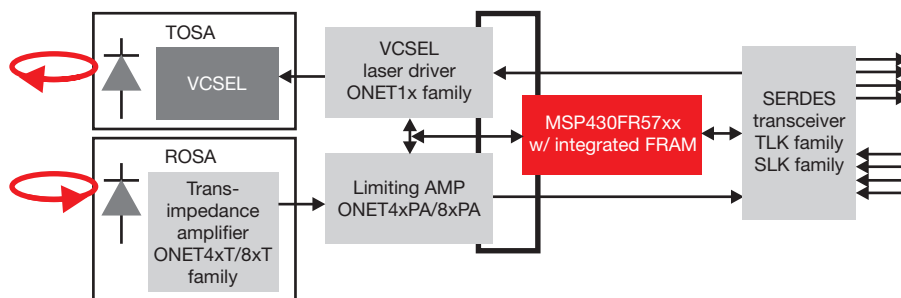 TOSA
VCSEL
VCSEL
laser driver
ONET1x family
MSP430FR57xx
w/ integrated FRAM
SERDES
transceiver
TLK family
SLK family
ROSA
Trans-
impedance
amplifier
ONET4xT/8xT
family
Limiting AMP
ONET4xPA/8xPA